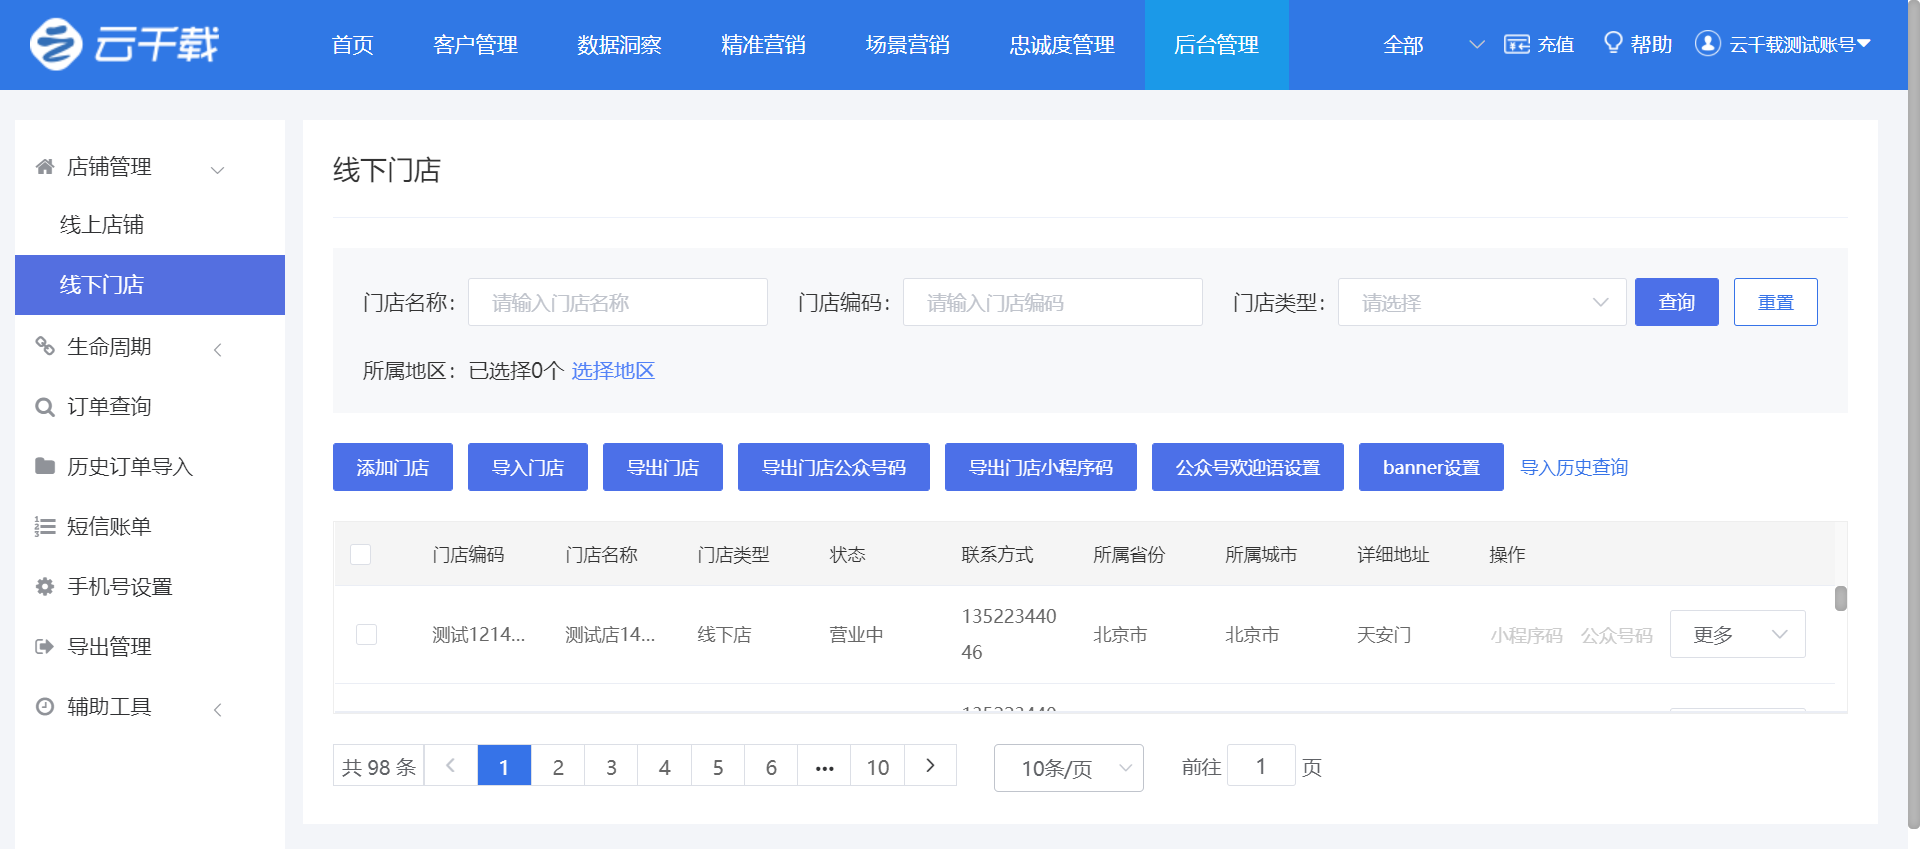 云千载 首页 客户管理 数据洞察 精准营销 场景营销 忠诚度管理 后台管理 全部 充值 帮助 云千载测试账号
店铺管理
线上店铺
线下门店
生命周期
订单查询
历史订单导入
短信账单
手机号设置
导出管理
辅助工具
线下门店
门店名称: 请输入门店名称 门店编码: 请输入门店编码 门店类型: 请选择 查询 重置
所属地区: 已选择0个 选择地区
添加门店 导入门店 导出门店 导出门店公众号码 导出门店小程序码 公众号欢迎语设置 banner设置 导入历史查询
门店编码 门店名称 门店类型 状态 联系方式 所属省份 所属城市 详细地址 操作
测试1214... 测试店14... 线下店 营业中 135223440 北京市 北京市 天安门 小程序码 公众号码 更多
46
共 98 条 1 2 3 4 5 6 ••• 10 10条/页 前往 1 页